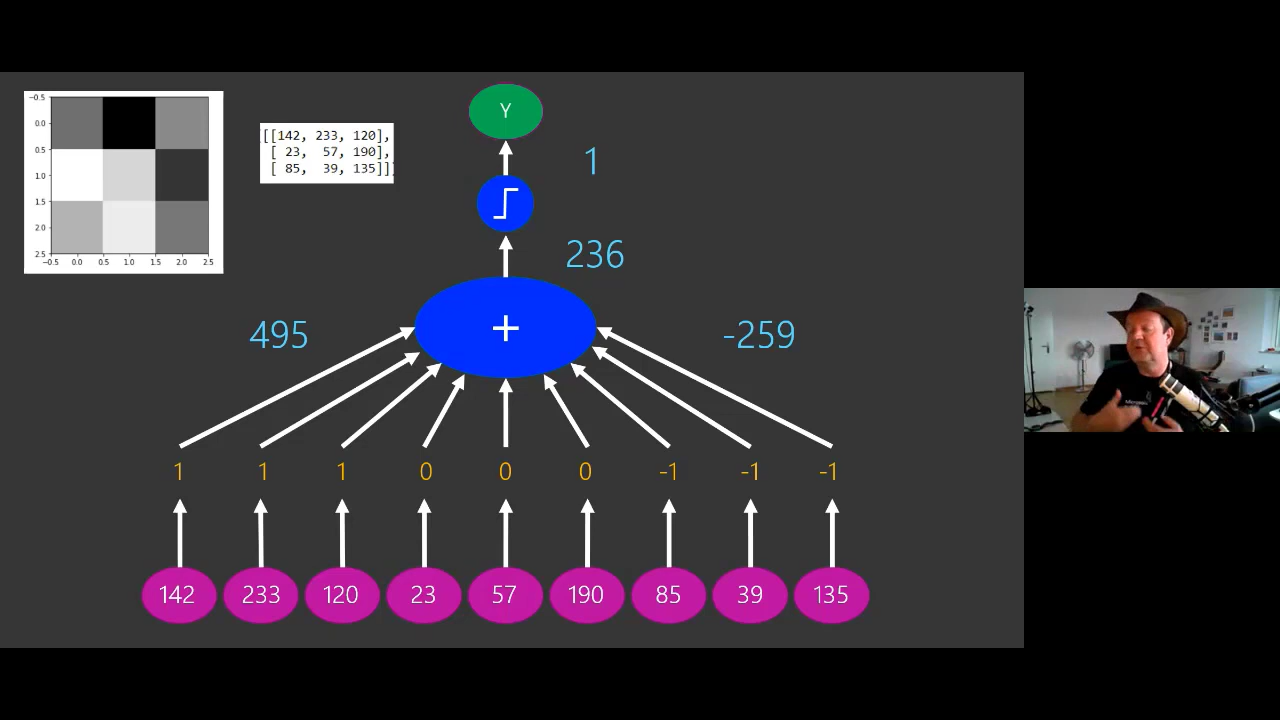 −0.5
0.0
0.5
1.0
1.5
2.0
2.5
−0.5 0.0 0.5 1.0 1.5 2.0 2.5
[[142, 233, 120],
[ 23, 57, 190],
[ 85, 39, 135]]
Y
1
236
495
+
-259
1 1 1 0 0 0 -1 -1 -1
142 233 120 23 57 190 85 39 135